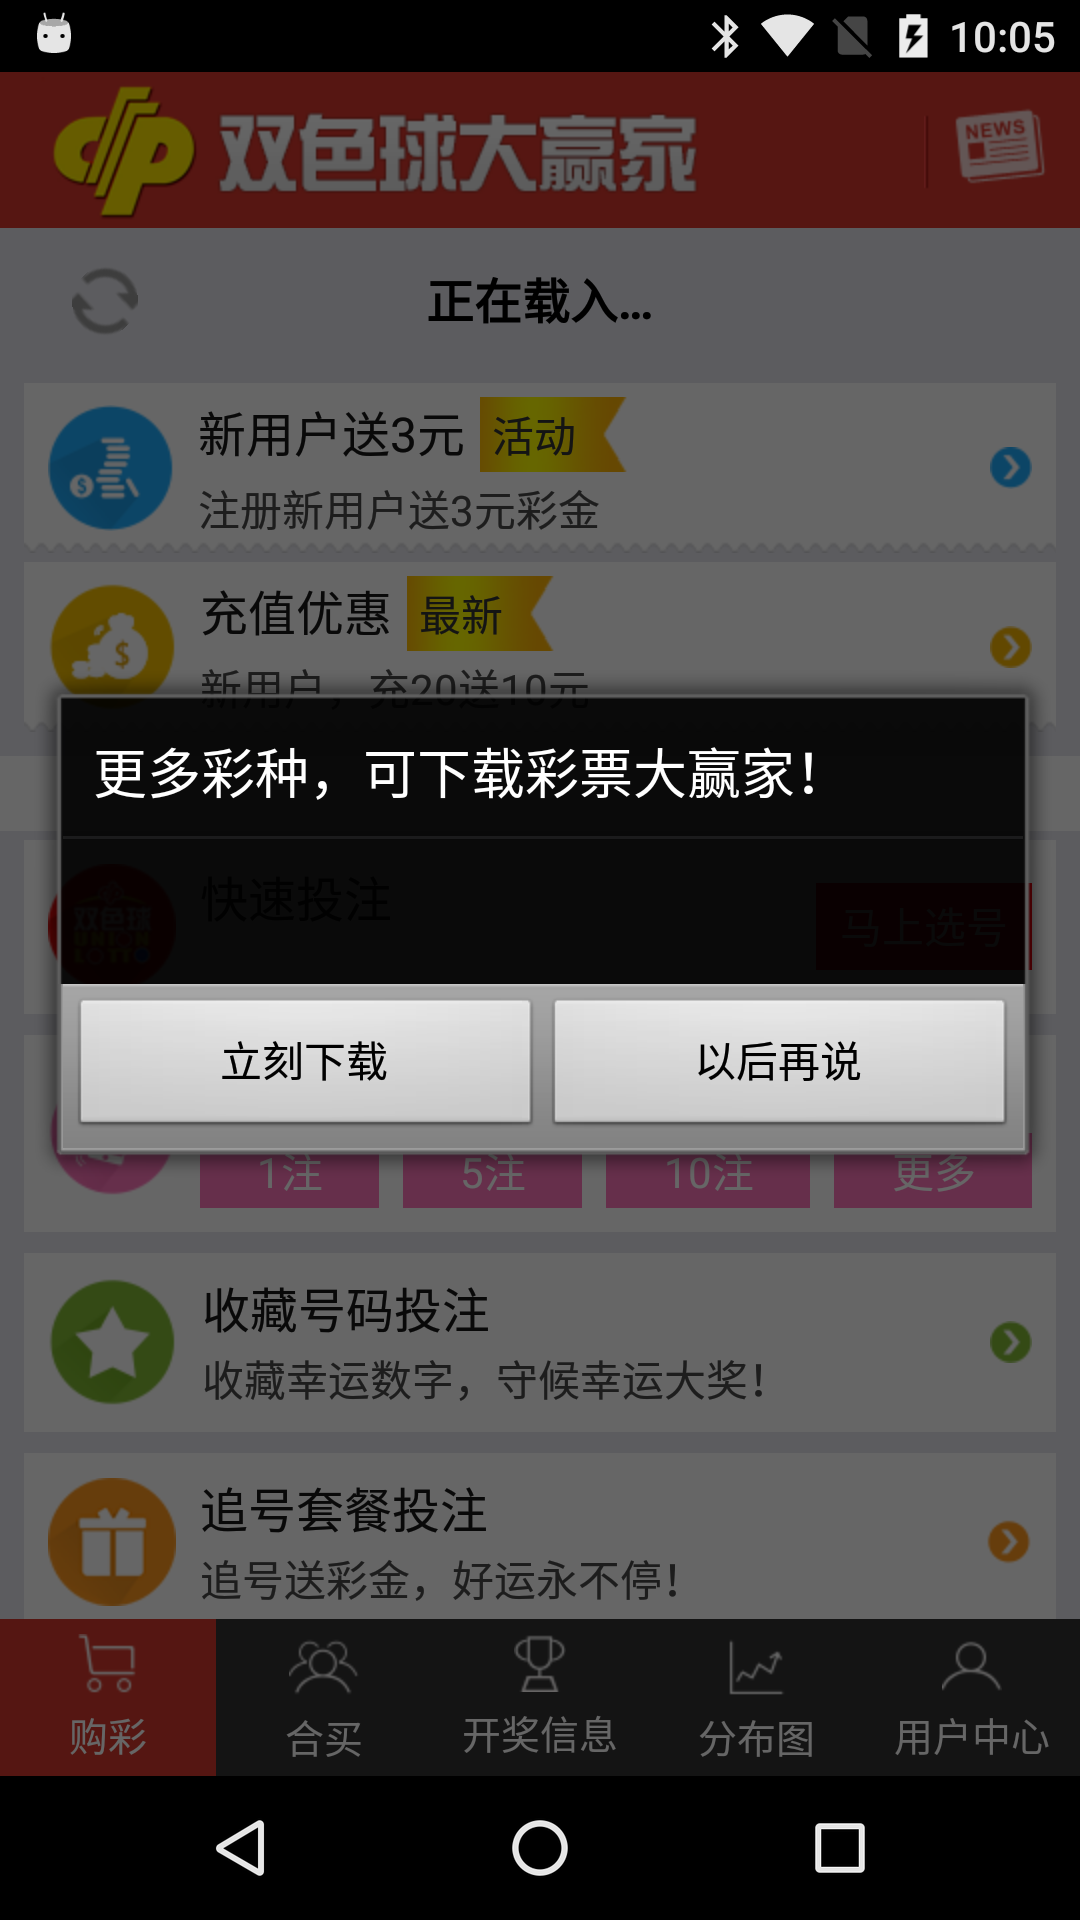 10:05
双色球大赢家
NEWS
正在载入...
新用户送3元 活动
注册新用户送3元彩金
充值优惠 最新
新用户，充20送10元
更多彩种，可下载彩票大赢家！
快速投注
双色球
UNION
LOTTO
马上选号
立刻下载 以后再说
1注 5注 10注 更多
收藏号码投注
收藏幸运数字，守候幸运大奖！
追号套餐投注
追号送彩金，好运永不停！
购彩 合买 开奖信息 分布图 用户中心